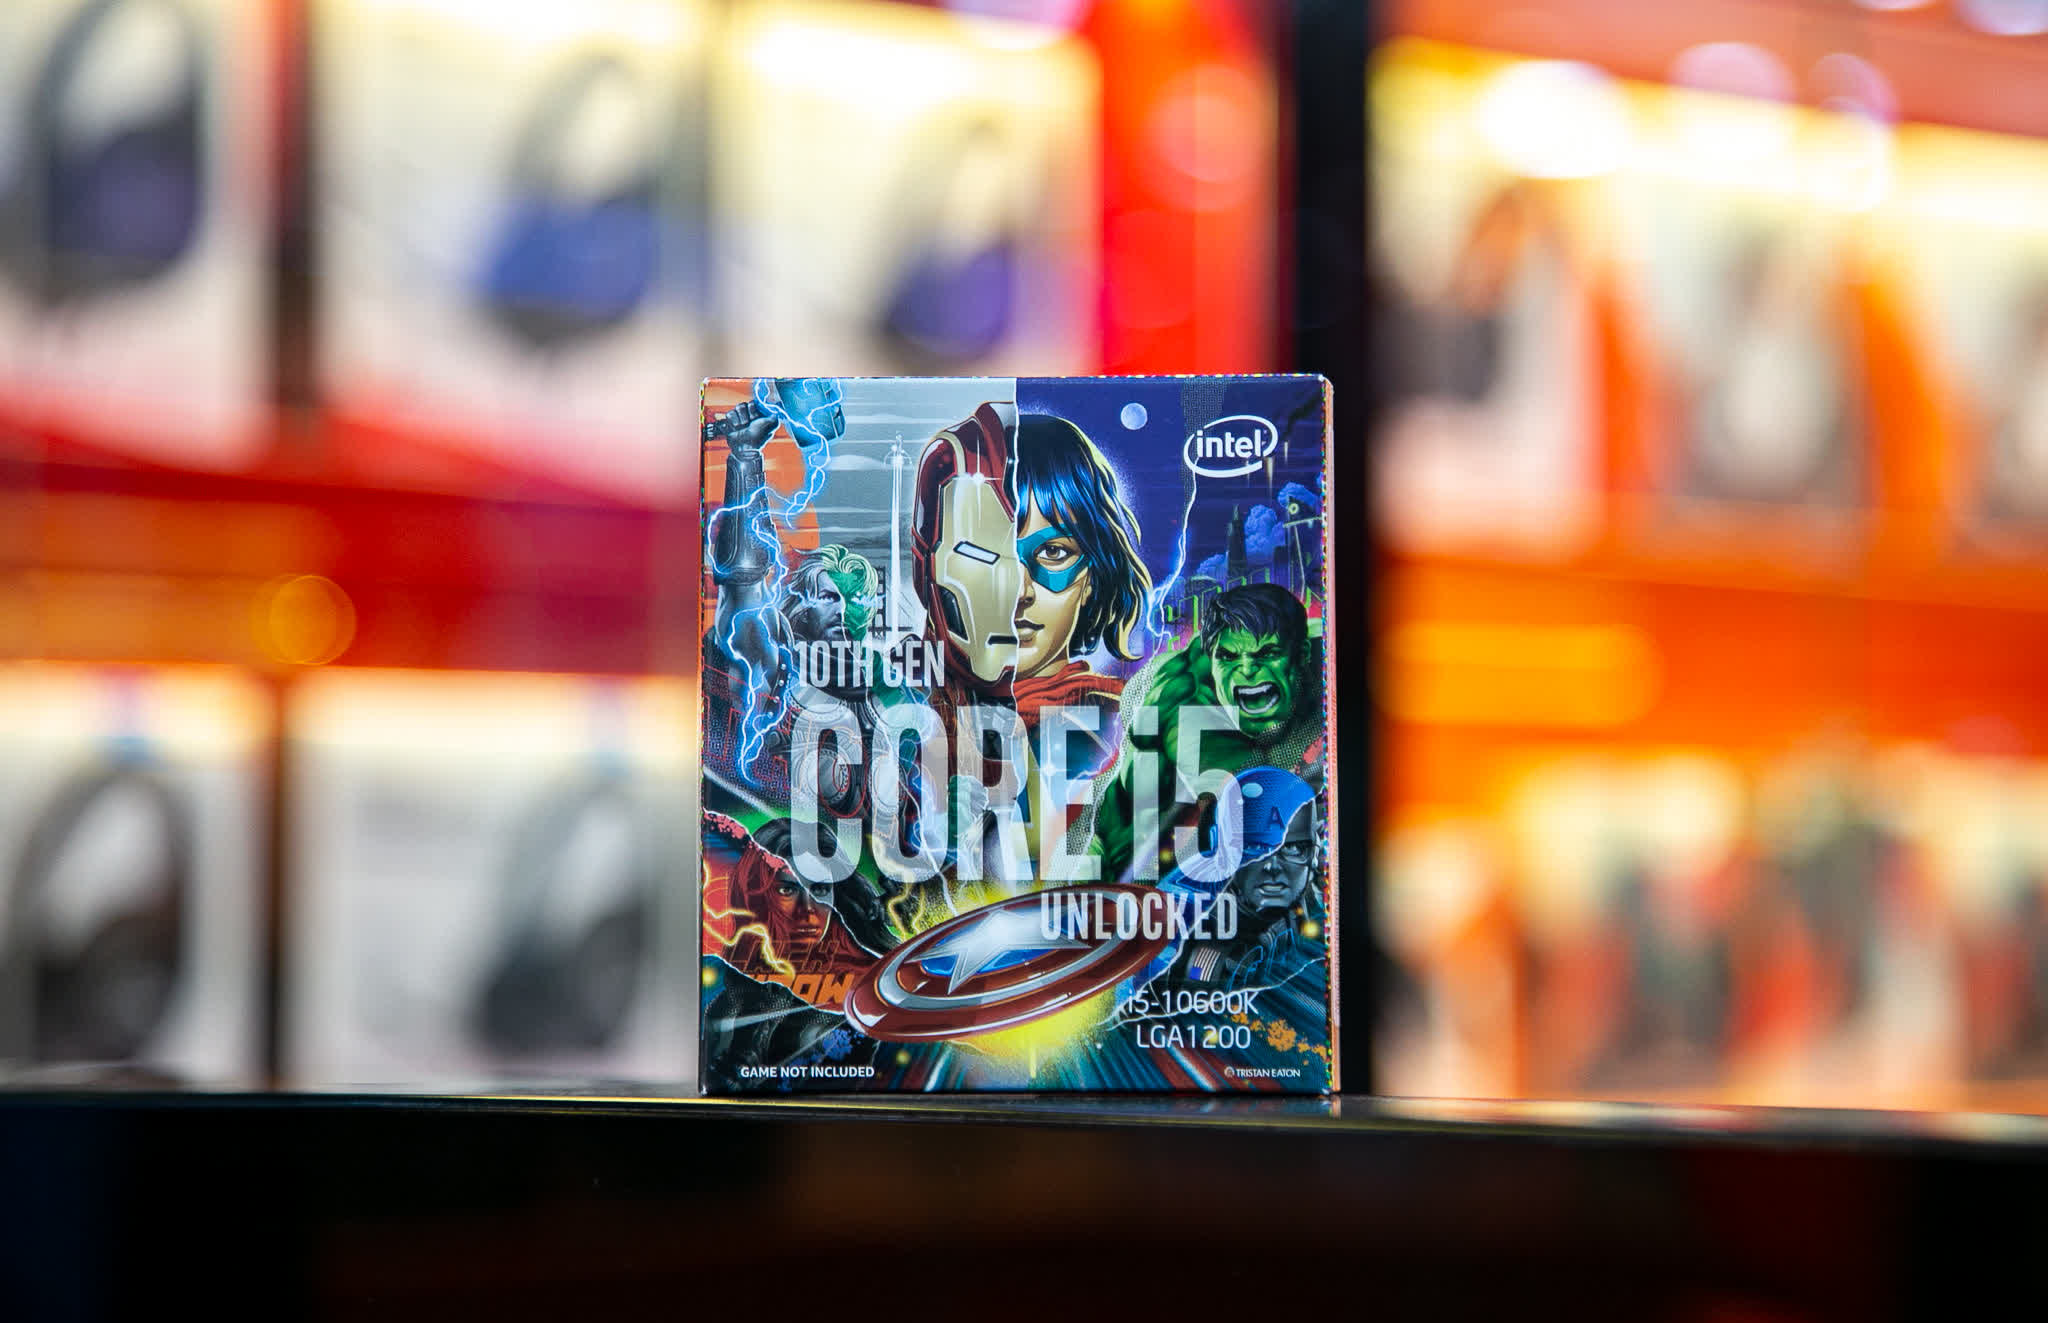 intel
10TH GEN
CORE i5
UNLOCKED
i5-10600K
LGA1200
GAME NOT INCLUDED
TRISTAN EATON
A